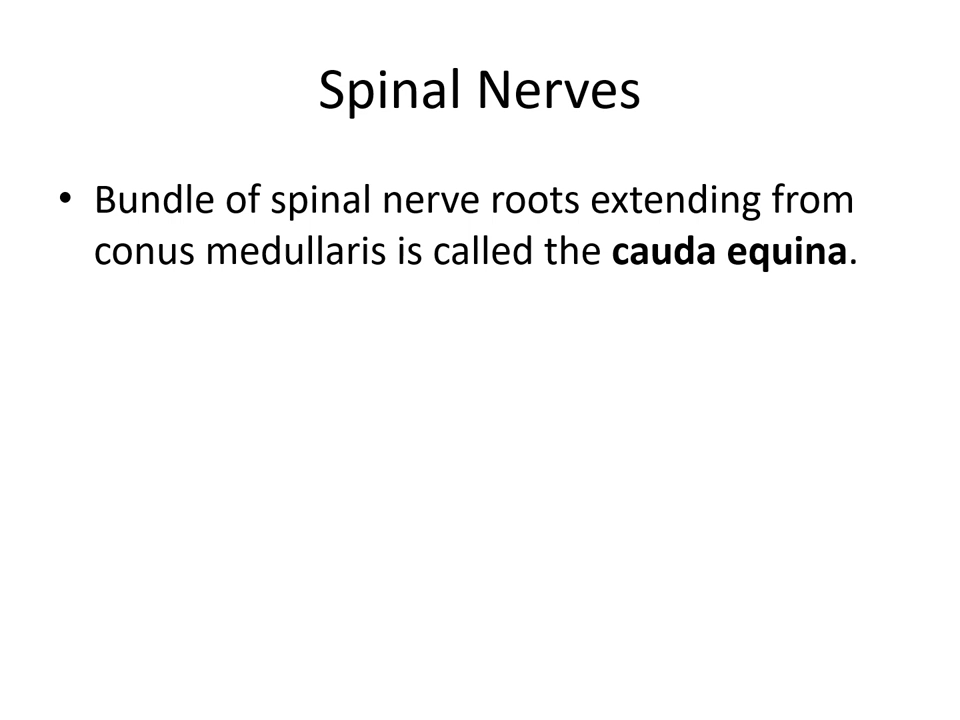 Spinal Nerves
• Bundle of spinal nerve roots extending from
conus medullaris is called the cauda equina.